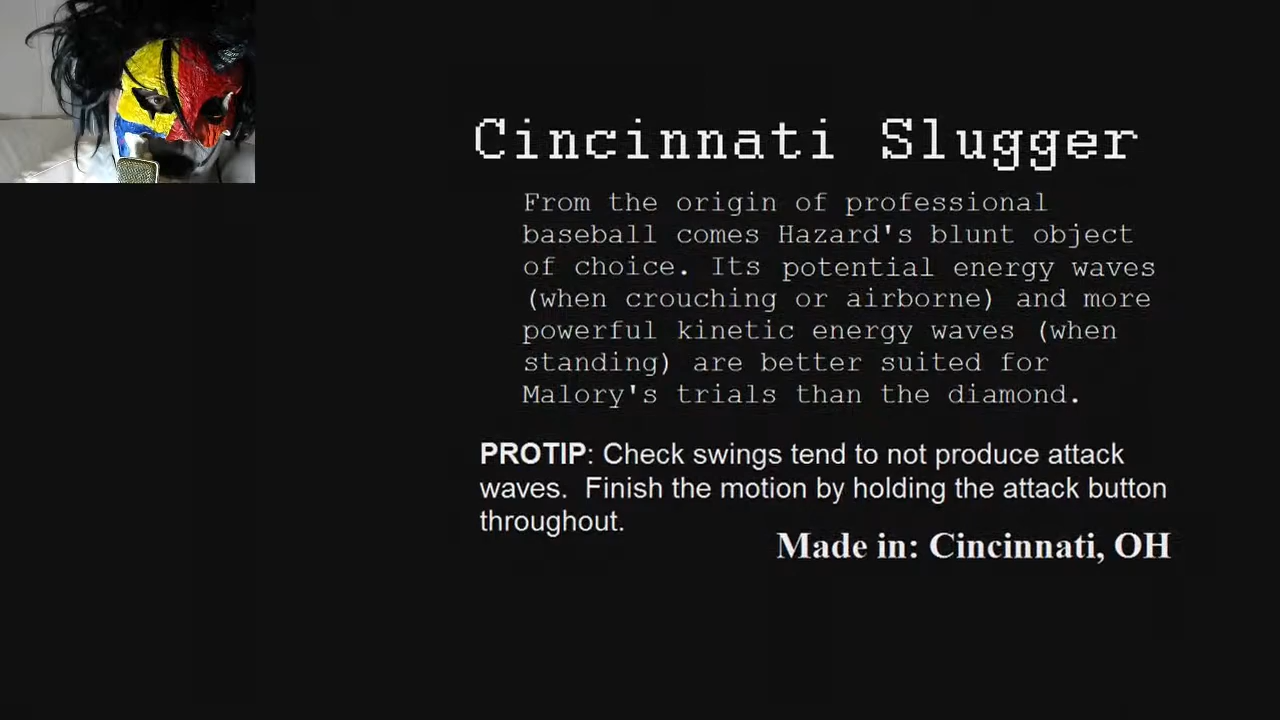 Cincinnati Slugger
From the origin of professional
baseball comes Hazard's blunt object
of choice. Its potential energy waves
(when crouching or airborne) and more
powerful kinetic energy waves (when
standing) are better suited for
Malory's trials than the diamond.
PROTIP: Check swings tend to not produce attack
waves.  Finish the motion by holding the attack button
throughout.
Made in: Cincinnati, OH